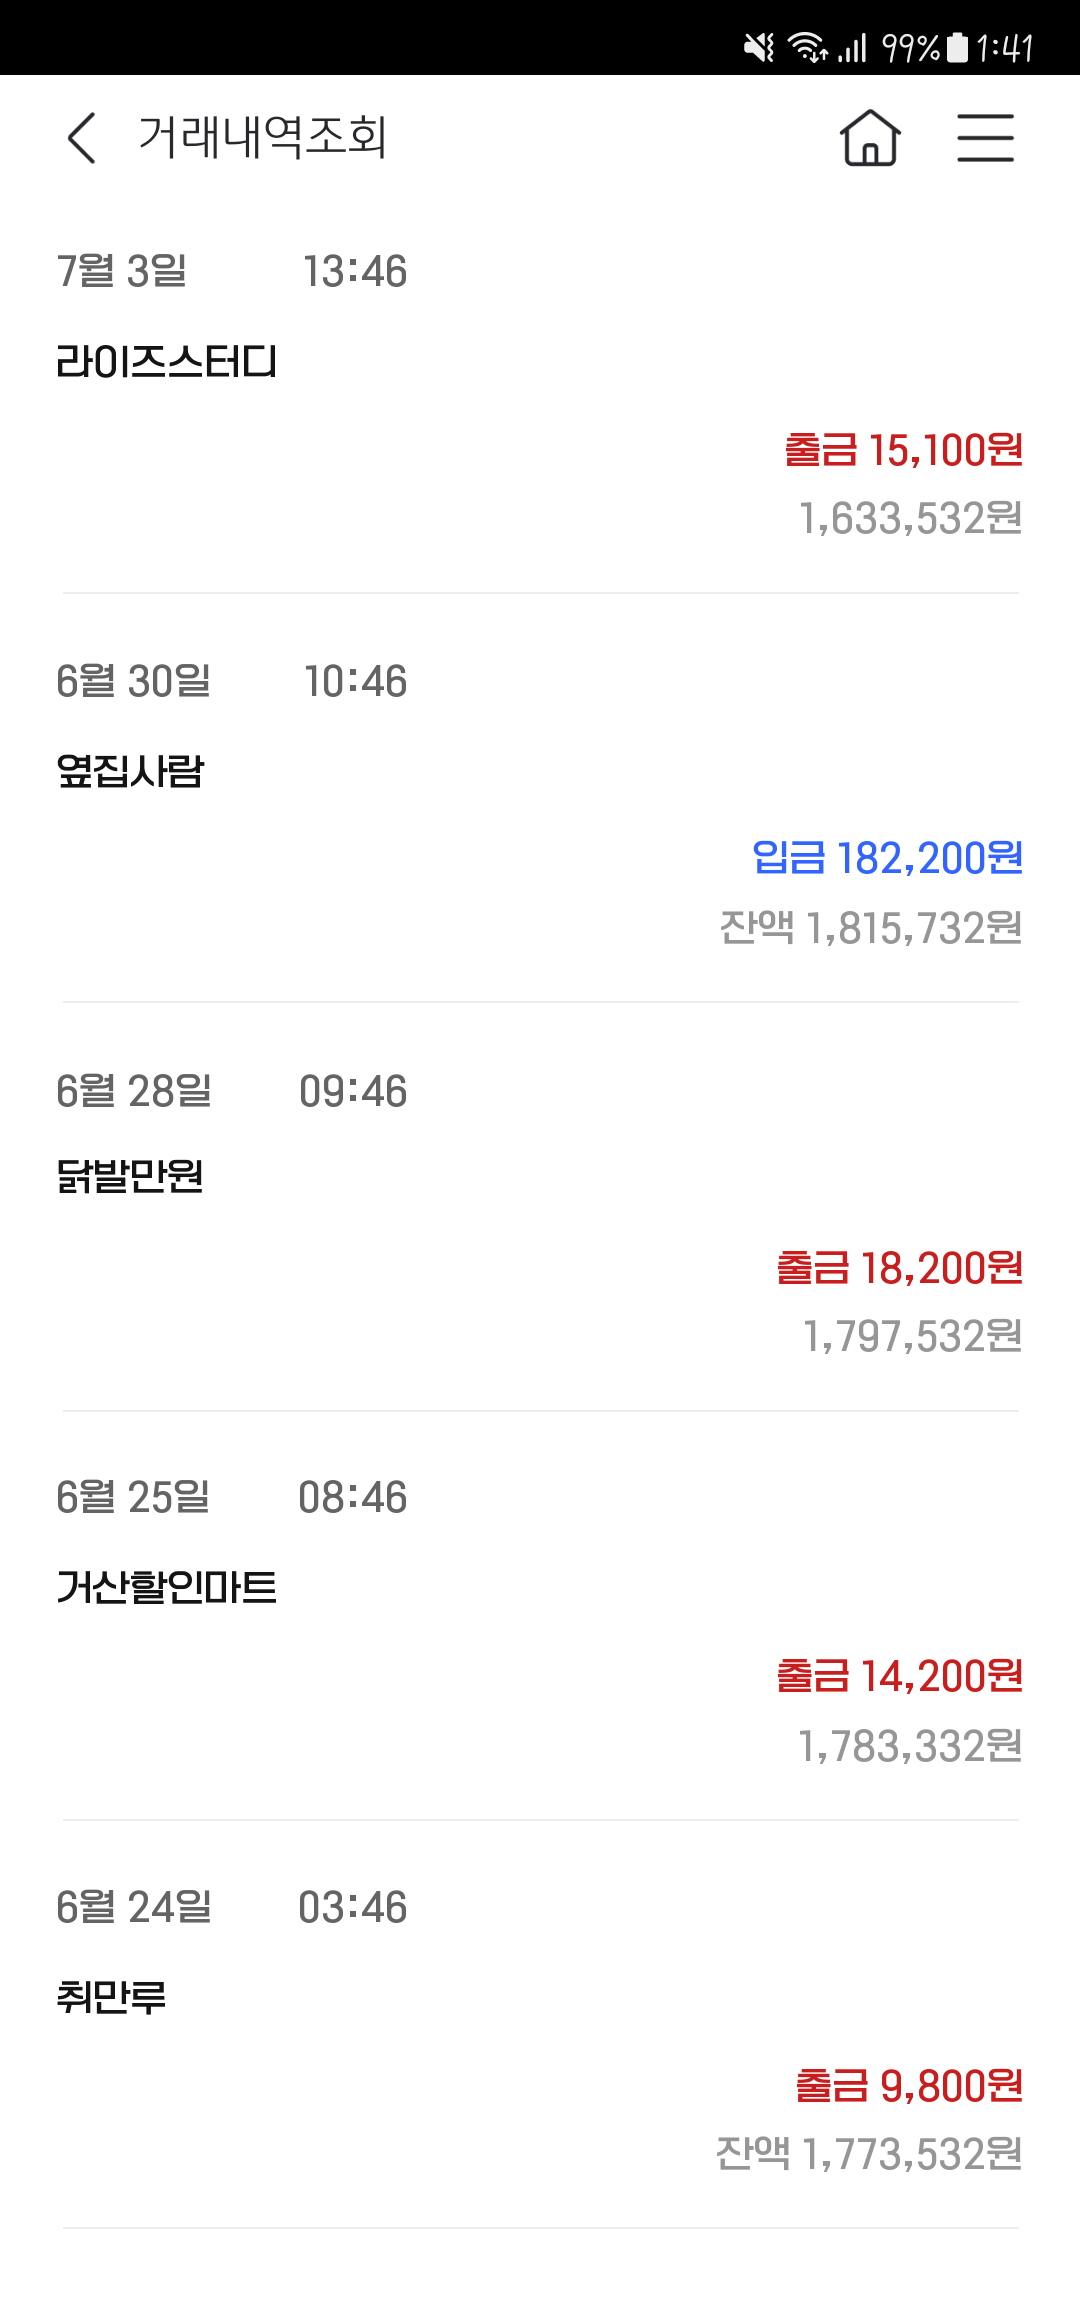 99% 1:41
거래내역조회
7월 3일 13:46
라이즈스터디
출금 15,100원
1,633,532원
6월 30일 10:46
옆집사람
입금 182,200원
잔액 1,815,732원
6월 28일 09:46
닭발만원
출금 18,200원
1,797,532원
6월 25일 08:46
거산할인마트
출금 14,200원
1,783,332원
6월 24일 03:46
취만루
출금 9,800원
잔액 1,773,532원